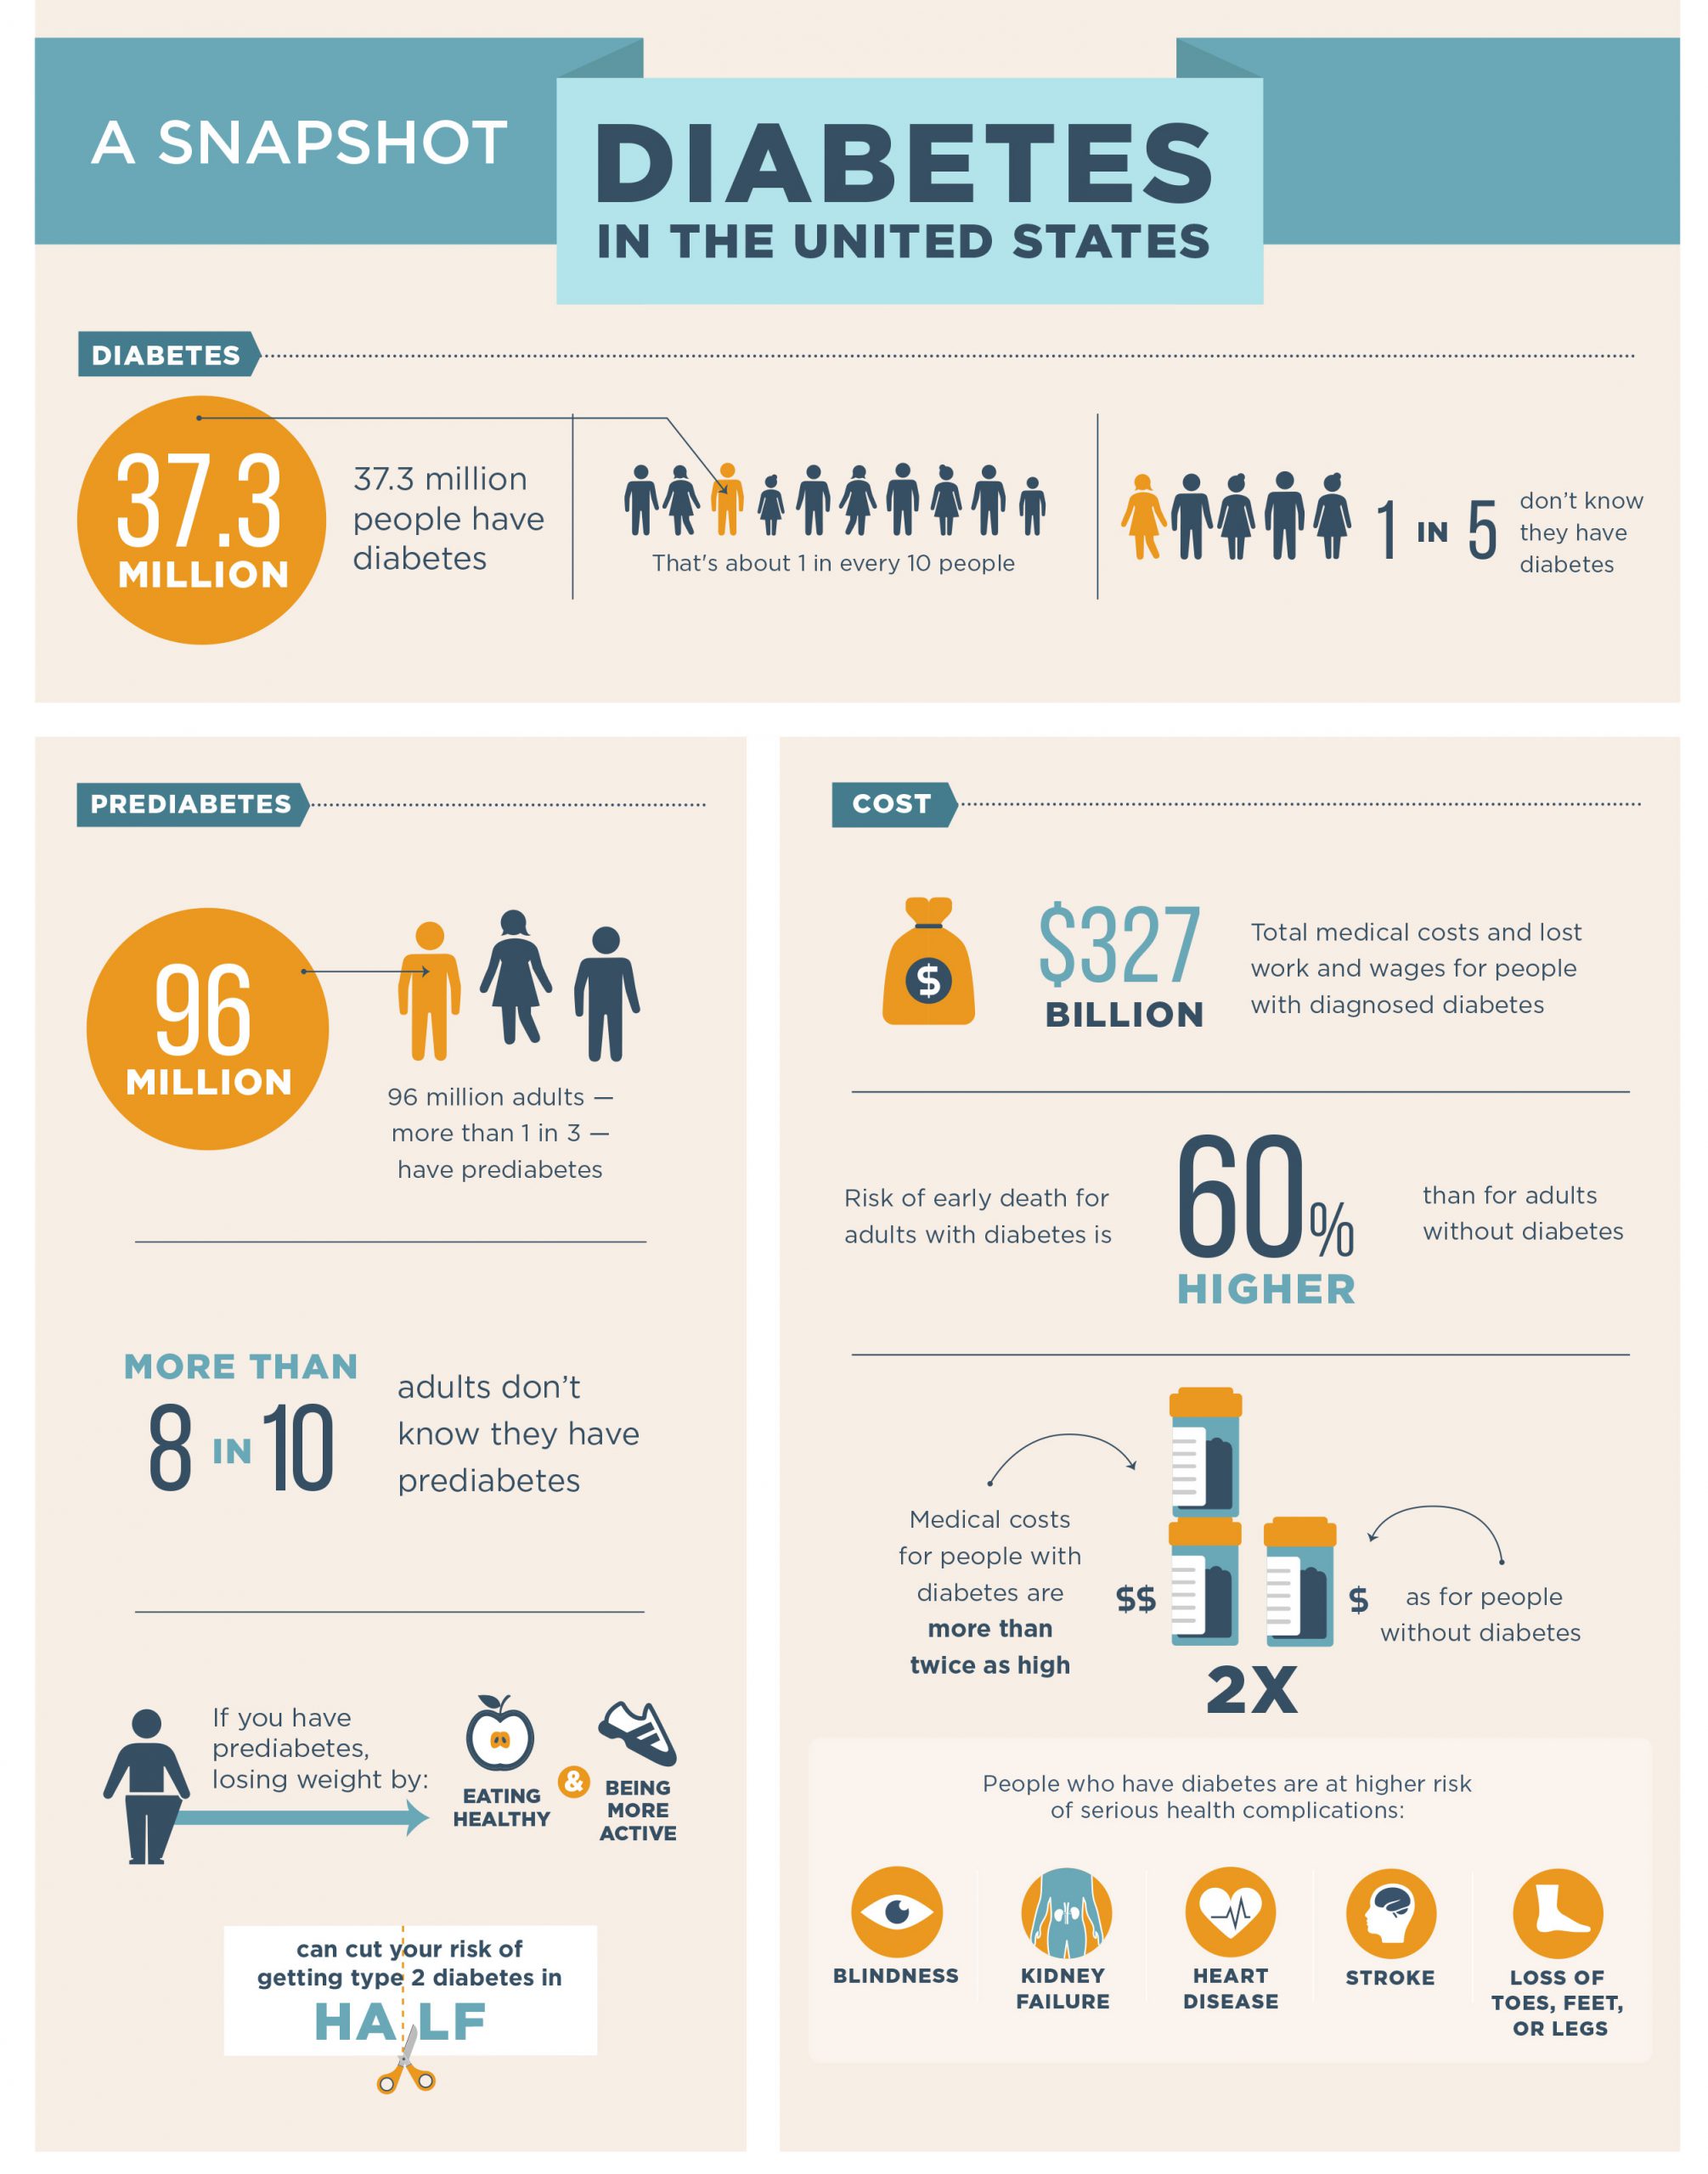 A SNAPSHOT
DIABETES
IN THE UNITED STATES
DIABETES
37.3
MILLION
37.3 million
people have
diabetes
That's about 1 in every 10 people
1 IN 5
don't know
they have
diabetes
PREDIABETES
96
MILLION
96 million adults —
more than 1 in 3 —
have prediabetes
MORE THAN
8 IN 10
adults don't
know they have
prediabetes
If you have
prediabetes,
losing weight by:
EATING
HEALTHY
&
BEING
MORE
ACTIVE
can cut your risk of
getting type 2 diabetes in
HALF
COST
$
$327
BILLION
Total medical costs and lost
work and wages for people
with diagnosed diabetes
Risk of early death for
adults with diabetes is
60%
HIGHER
than for adults
without diabetes
Medical costs
for people with
diabetes are
more than
twice as high
$$
$
as for people
without diabetes
2X
People who have diabetes are at higher risk
of serious health complications:
BLINDNESS
KIDNEY
FAILURE
HEART
DISEASE
STROKE
LOSS OF
TOES, FEET,
OR LEGS